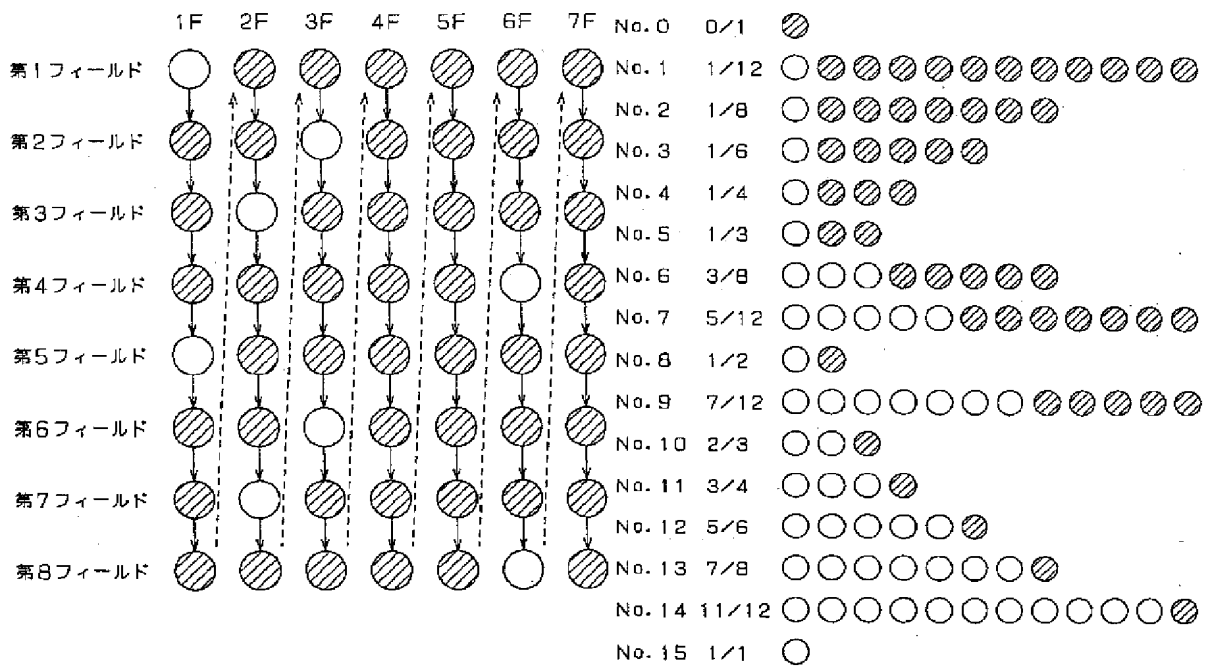 1F 2F 3F 4F 5F 6F 7F
第1フィールド
第2フィールド
第3フィールド
第4フィールド
第5フィールド
第6フィールド
第7フィールド
第8フィールド
No. 0 0/1
No. 1 1/12
No. 2 1/8
No. 3 1/6
No. 4 1/4
No. 5 1/3
No. 6 3/8
No. 7 5/12
No. 8 1/2
No. 9 7/12
No. 10 2/3
No. 11 3/4
No. 12 5/6
No. 13 7/8
No. 14 11/12
No. 15 1/1